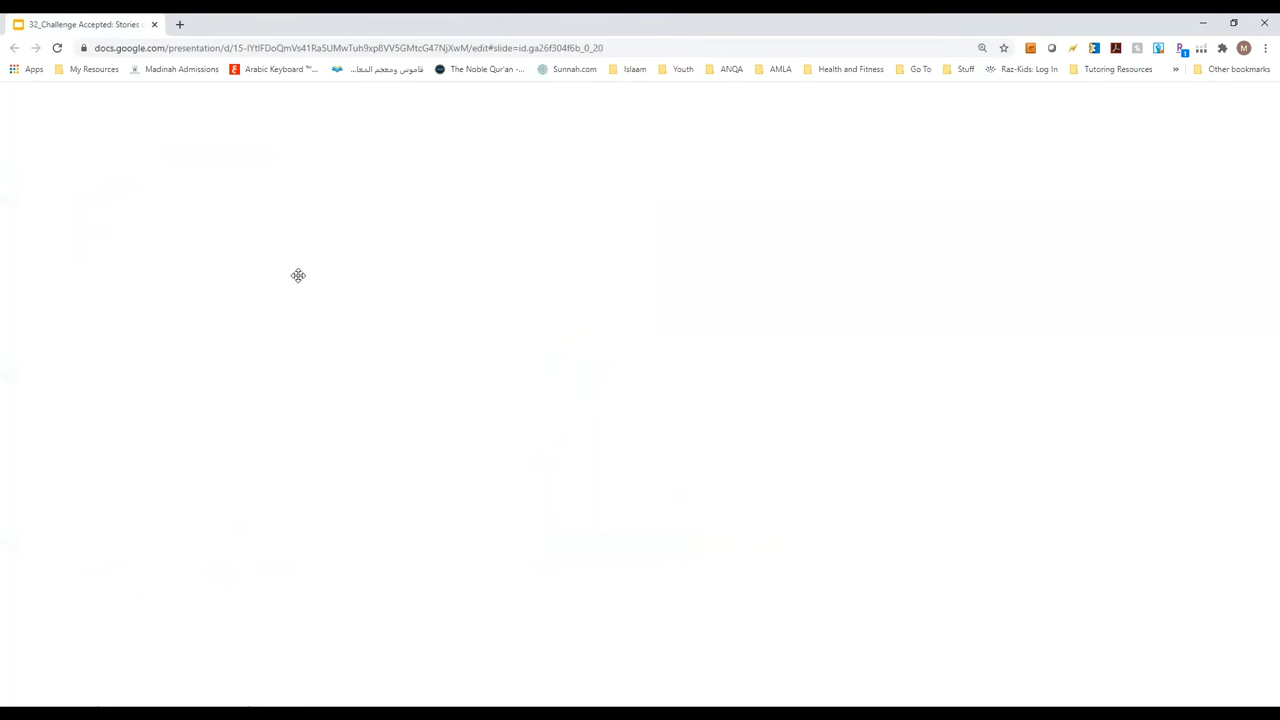 32_Challenge Accepted: Stories
docs.google.com/presentation/d/15-IYtlFDoQmVs41Ra5UMwTuh9xp8VV5GMtcG47NjXwM/edit#slide=id.ga26f304f6b_0_20
M
Apps My Resources Madinah Admissions Arabic Keyboard ™... قاموس ومعجم المعا... The Noble Qur'an -... Sunnah.com Islaam Youth ANQA AMLA Health and Fitness Go To Stuff Raz-Kids: Log In Tutoring Resources » Other bookmarks